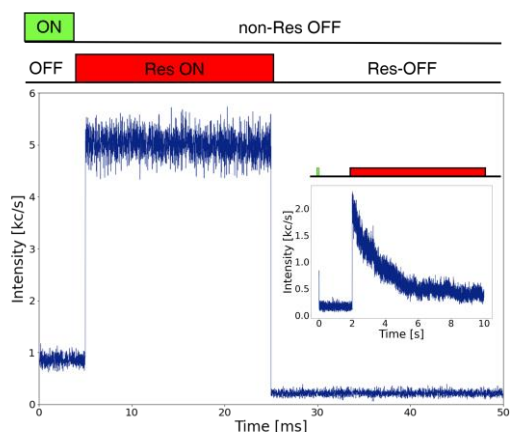 ON
non-Res OFF
OFF
Res ON
Res-OFF
6
5
4
3
2
1
0
Intensity [kc/s]
0
10
20
30
40
50
Time [ms]
2.0
1.5
1.0
0.5
0.0
Intensity [kc/s]
0
2
4
6
8
10
Time [s]